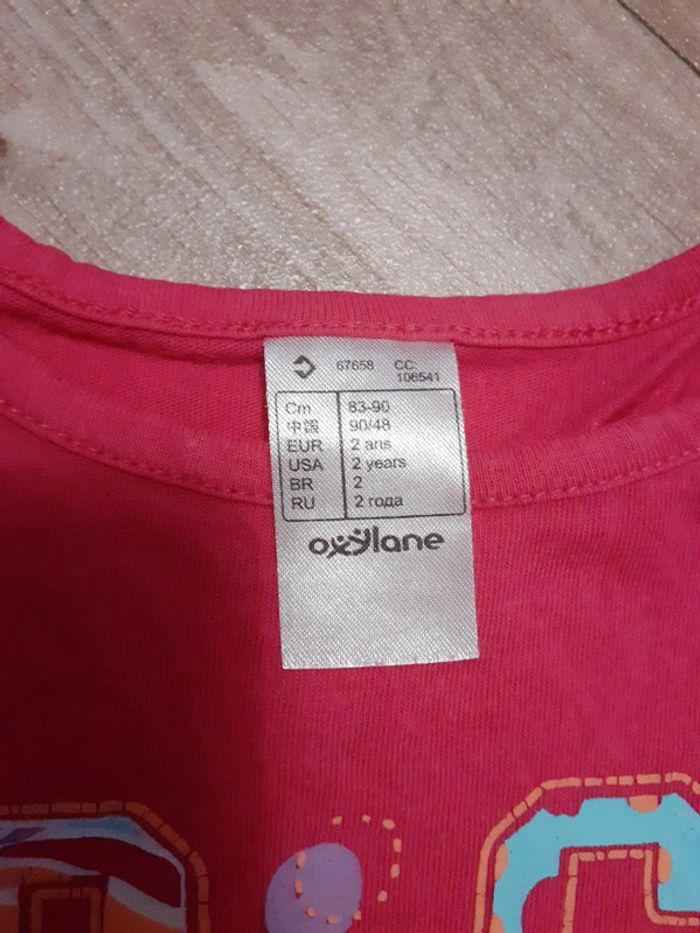 67658 CC:
106541
Cm 83-90
中国 90/48
EUR 2 ans
USA 2 years
BR 2
RU 2 года
oxylane